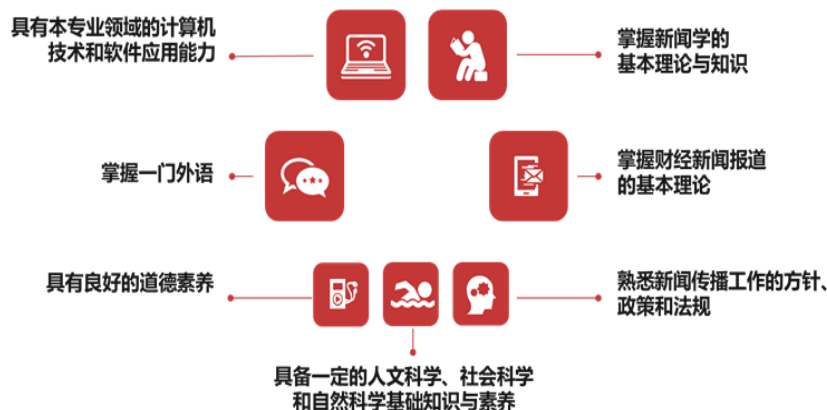 具有本专业领域的计算机
技术和软件应用能力
掌握新闻学的
基本理论与知识
掌握一门外语
掌握财经新闻报道
的基本理论
具有良好的道德素养
熟悉新闻传播工作的方针、
政策和法规
具备一定的人文科学、社会科学
和自然科学基础知识与素养